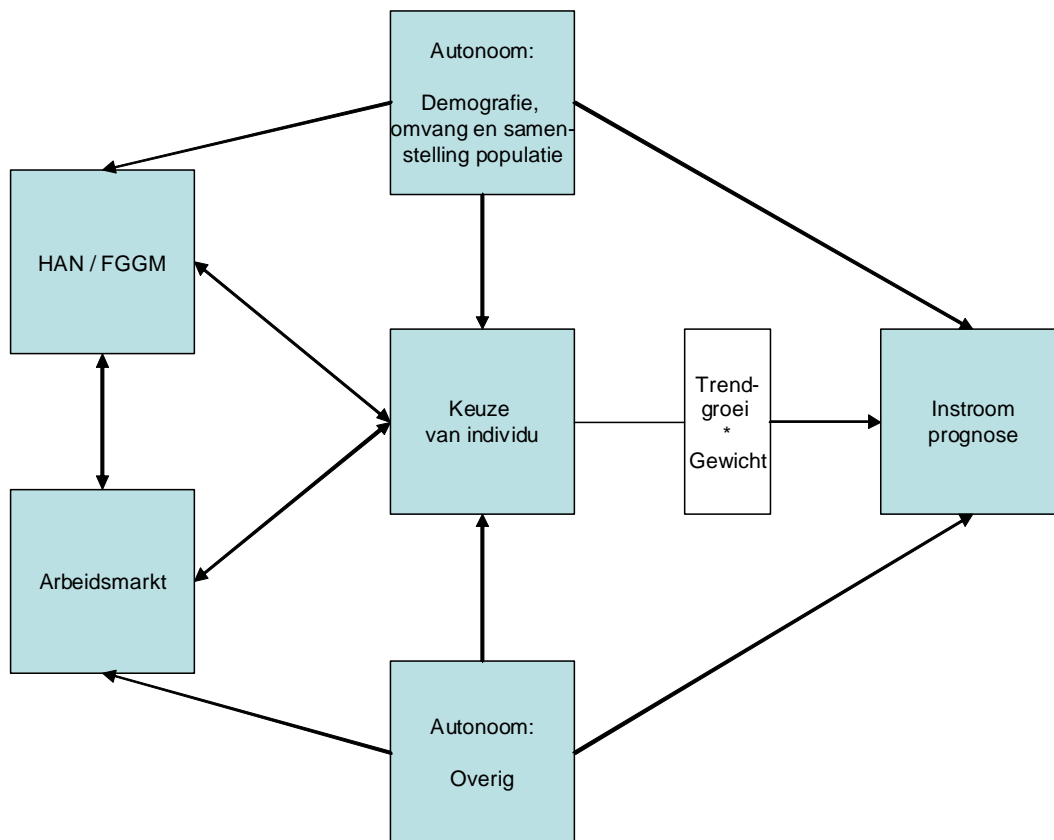 Autonoom:
Demografie,
omvang en samen-
stelling populatie
HAN / FGGM
Keuze
van individu
Trend-
groei
*
Gewicht
Instroom
prognose
Arbeidsmarkt
Autonoom:
Overig